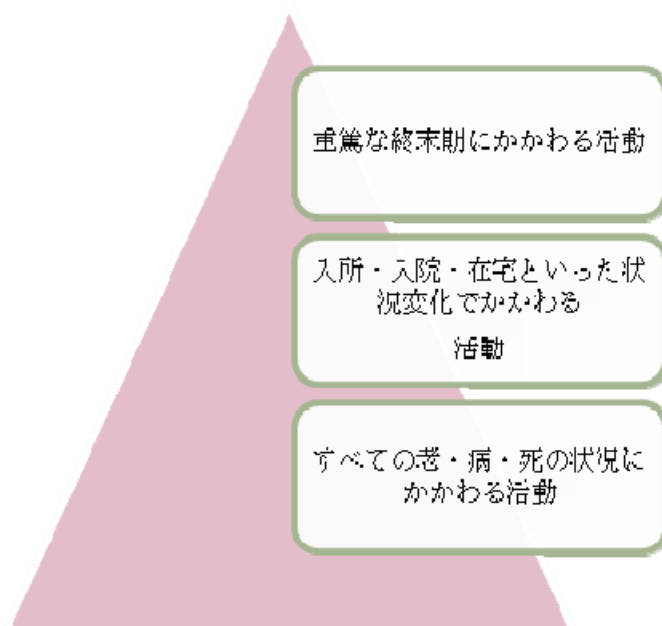 重篤な終末期にかかわる活動
入所・入院・在宅といった状
況変化でかかわる
活動
すべての老・病・死の状況に
かかわる活動